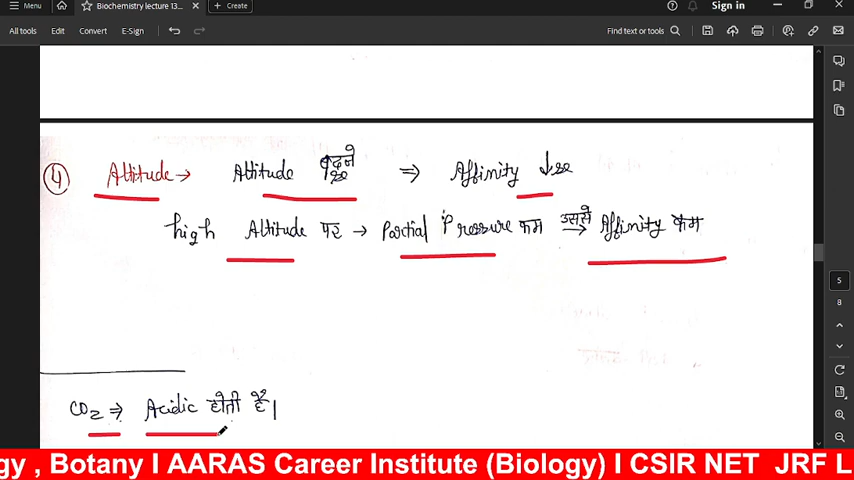 Menu
Biochemistry lecture 13...
+ Create
Sign in
All tools Edit Convert E-Sign
Find text or tools
④ Altitude → Altitude बढ़ने ↑से ⇒ Affinity ↓से
high Altitude पर → Partial Pressure कम उससे → Affinity कम
CO₂ ⇒ Acidic होती है।
5
8
gy , Botany I AARAS Career Institute (Biology) I CSIR NET JRF L